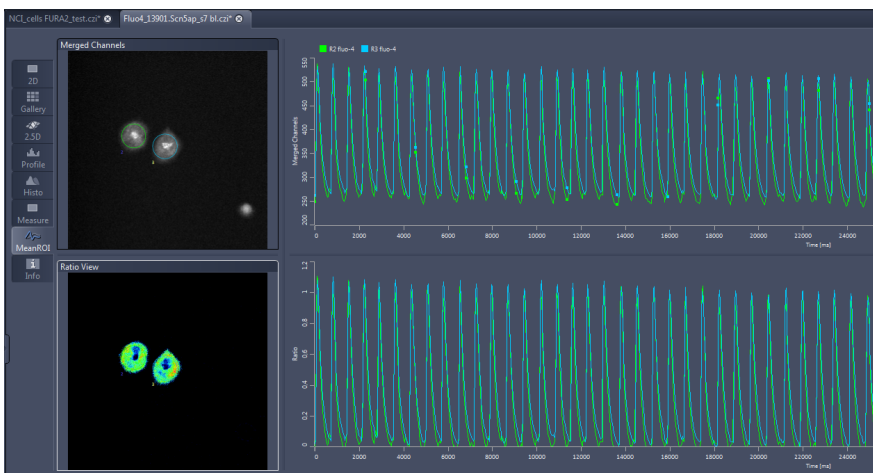 NCI_cells FURA2_test.czi* Fluo4_13901.Scn5ap_s7 bl.czi*
Merged Channels
2D
Gallery
2.5D
Profile
Histo
Measure
MeanROI
Info
Ratio View
R2 fluo-4 R3 fluo-4
Merged Channels
550
500
450
400
350
300
250
200
0 2000 4000 6000 8000 10000 12000 14000 16000 18000 20000 22000 24000
Time [ms]
Ratio
1.2
1
0.8
0.6
0.4
0.2
0
0 2000 4000 6000 8000 10000 12000 14000 16000 18000 20000 22000 24000
Time [ms]